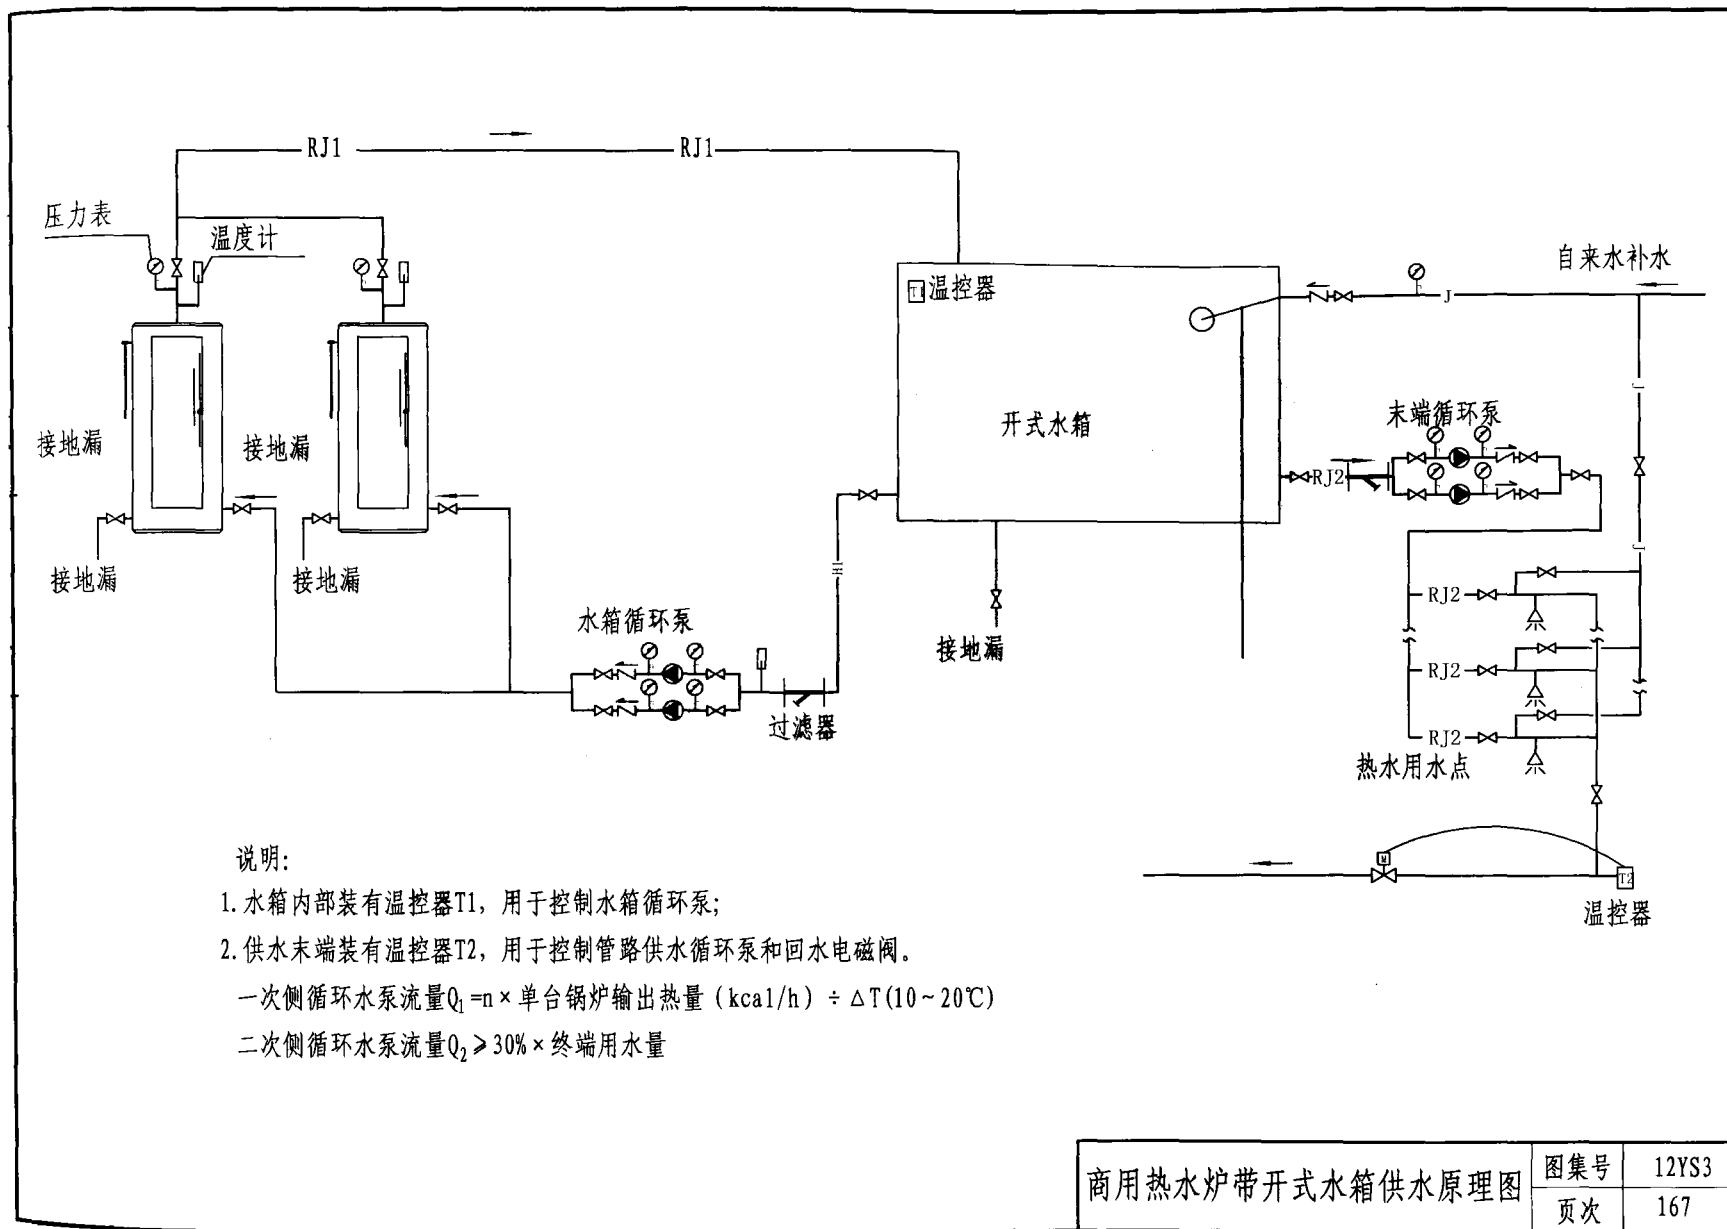 RJ1
RJ1
压力表
温度计
自来水补水
T1
温控器
J
J
末端循环泵
开式水箱
接地漏
接地漏
RJ2
J
接地漏
接地漏
RJ2
水箱循环泵
接地漏
RJ2
过滤器
RJ2
热水用水点
M
T2
温控器
说明:
1.水箱内部装有温控器T1, 用于控制水箱循环泵;
2.供水末端装有温控器T2, 用于控制管路供水循环泵和回水电磁阀。
一次侧循环水泵流量Q₁=n×单台锅炉输出热量(kcal/h)÷△T(10~20℃)
二次侧循环水泵流量Q₂≥30%×终端用水量
商用热水炉带开式水箱供水原理图
图集号
12YS3
页次
167